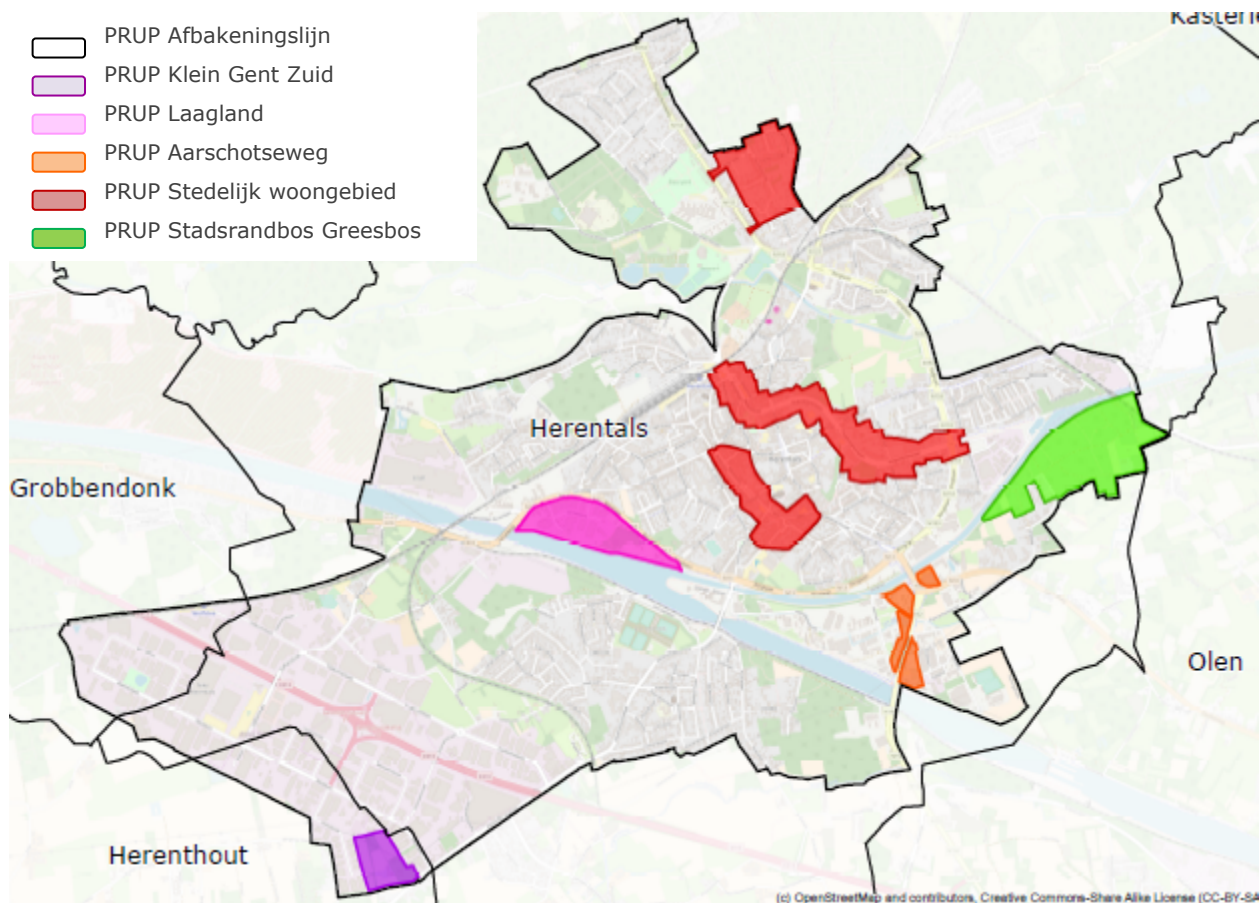 PRUP Afbakeningslijn
PRUP Klein Gent Zuid
PRUP Laagland
PRUP Aarschotseweg
PRUP Stedelijk woongebied
PRUP Stadsrandbos Greesbos
Kasterle
Herentals
Grobbendonk
Olen
Herenthout
(c) OpenStreetMap and contributors, Creative Commons-Share Alike License (CC-BY-SA